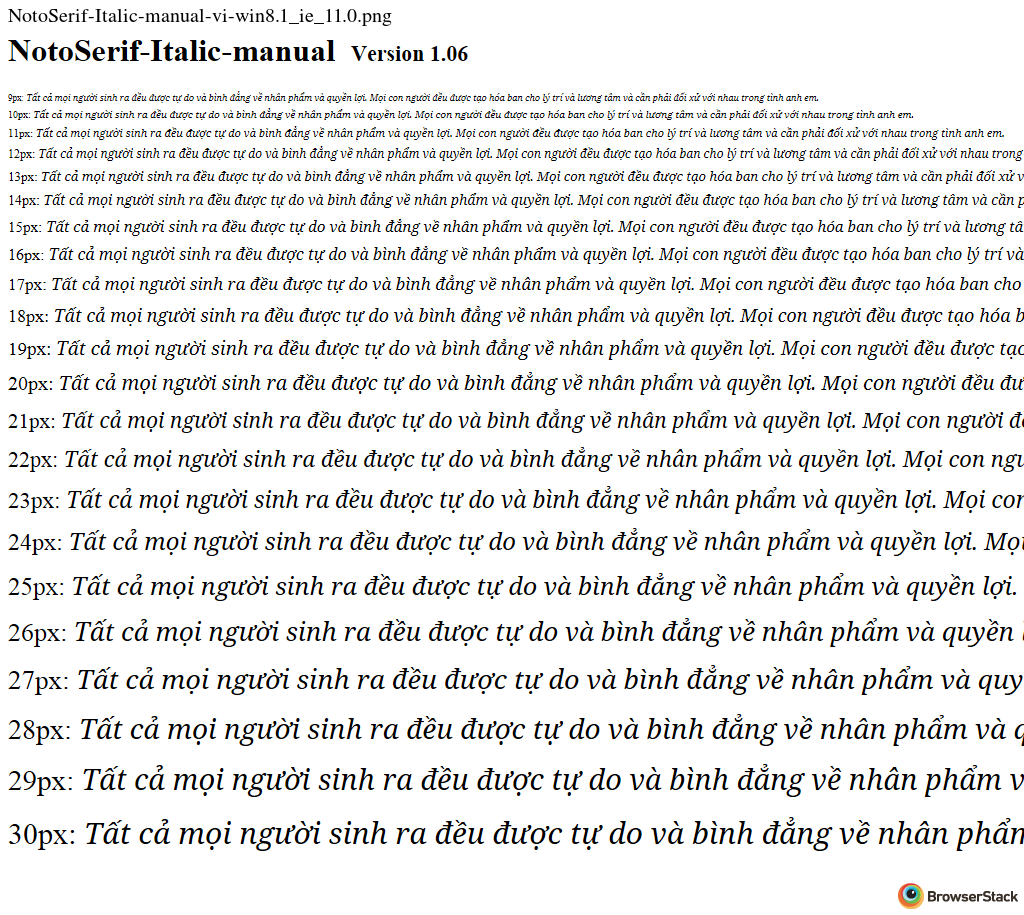 NotoSerif-Italic-manual-vi-win8.1_ie_11.0.png
NotoSerif-Italic-manual Version 1.06
9px: Tất cả mọi người sinh ra đều được tự do và bình đẳng về nhân phẩm và quyền lợi. Mọi con người đều được tạo hóa ban cho lý trí và lương tâm và cần phải đối xử với nhau trong tình anh em.
10px: Tất cả mọi người sinh ra đều được tự do và bình đẳng về nhân phẩm và quyền lợi. Mọi con người đều được tạo hóa ban cho lý trí và lương tâm và cần phải đối xử với nhau trong tình anh em.
11px: Tất cả mọi người sinh ra đều được tự do và bình đẳng về nhân phẩm và quyền lợi. Mọi con người đều được tạo hóa ban cho lý trí và lương tâm và cần phải đối xử với nhau trong tình anh em.
12px: Tất cả mọi người sinh ra đều được tự do và bình đẳng về nhân phẩm và quyền lợi. Mọi con người đều được tạo hóa ban cho lý trí và lương tâm và cần phải đối xử với nhau trong
13px: Tất cả mọi người sinh ra đều được tự do và bình đẳng về nhân phẩm và quyền lợi. Mọi con người đều được tạo hóa ban cho lý trí và lương tâm và cần phải đối xử v
14px: Tất cả mọi người sinh ra đều được tự do và bình đẳng về nhân phẩm và quyền lợi. Mọi con người đều được tạo hóa ban cho lý trí và lương tâm và cần p
15px: Tất cả mọi người sinh ra đều được tự do và bình đẳng về nhân phẩm và quyền lợi. Mọi con người đều được tạo hóa ban cho lý trí và lương tâ
16px: Tất cả mọi người sinh ra đều được tự do và bình đẳng về nhân phẩm và quyền lợi. Mọi con người đều được tạo hóa ban cho lý trí và
17px: Tất cả mọi người sinh ra đều được tự do và bình đẳng về nhân phẩm và quyền lợi. Mọi con người đều được tạo hóa ban cho
18px: Tất cả mọi người sinh ra đều được tự do và bình đẳng về nhân phẩm và quyền lợi. Mọi con người đều được tạo hóa b
19px: Tất cả mọi người sinh ra đều được tự do và bình đẳng về nhân phẩm và quyền lợi. Mọi con người đều được tạo
20px: Tất cả mọi người sinh ra đều được tự do và bình đẳng về nhân phẩm và quyền lợi. Mọi con người đều đư
21px: Tất cả mọi người sinh ra đều được tự do và bình đẳng về nhân phẩm và quyền lợi. Mọi con người đ
22px: Tất cả mọi người sinh ra đều được tự do và bình đẳng về nhân phẩm và quyền lợi. Mọi con ngư
23px: Tất cả mọi người sinh ra đều được tự do và bình đẳng về nhân phẩm và quyền lợi. Mọi con
24px: Tất cả mọi người sinh ra đều được tự do và bình đẳng về nhân phẩm và quyền lợi. Mọi
25px: Tất cả mọi người sinh ra đều được tự do và bình đẳng về nhân phẩm và quyền lợi.
26px: Tất cả mọi người sinh ra đều được tự do và bình đẳng về nhân phẩm và quyền
27px: Tất cả mọi người sinh ra đều được tự do và bình đẳng về nhân phẩm và quy
28px: Tất cả mọi người sinh ra đều được tự do và bình đẳng về nhân phẩm và q
29px: Tất cả mọi người sinh ra đều được tự do và bình đẳng về nhân phẩm v
30px: Tất cả mọi người sinh ra đều được tự do và bình đẳng về nhân phẩm
BrowserStack